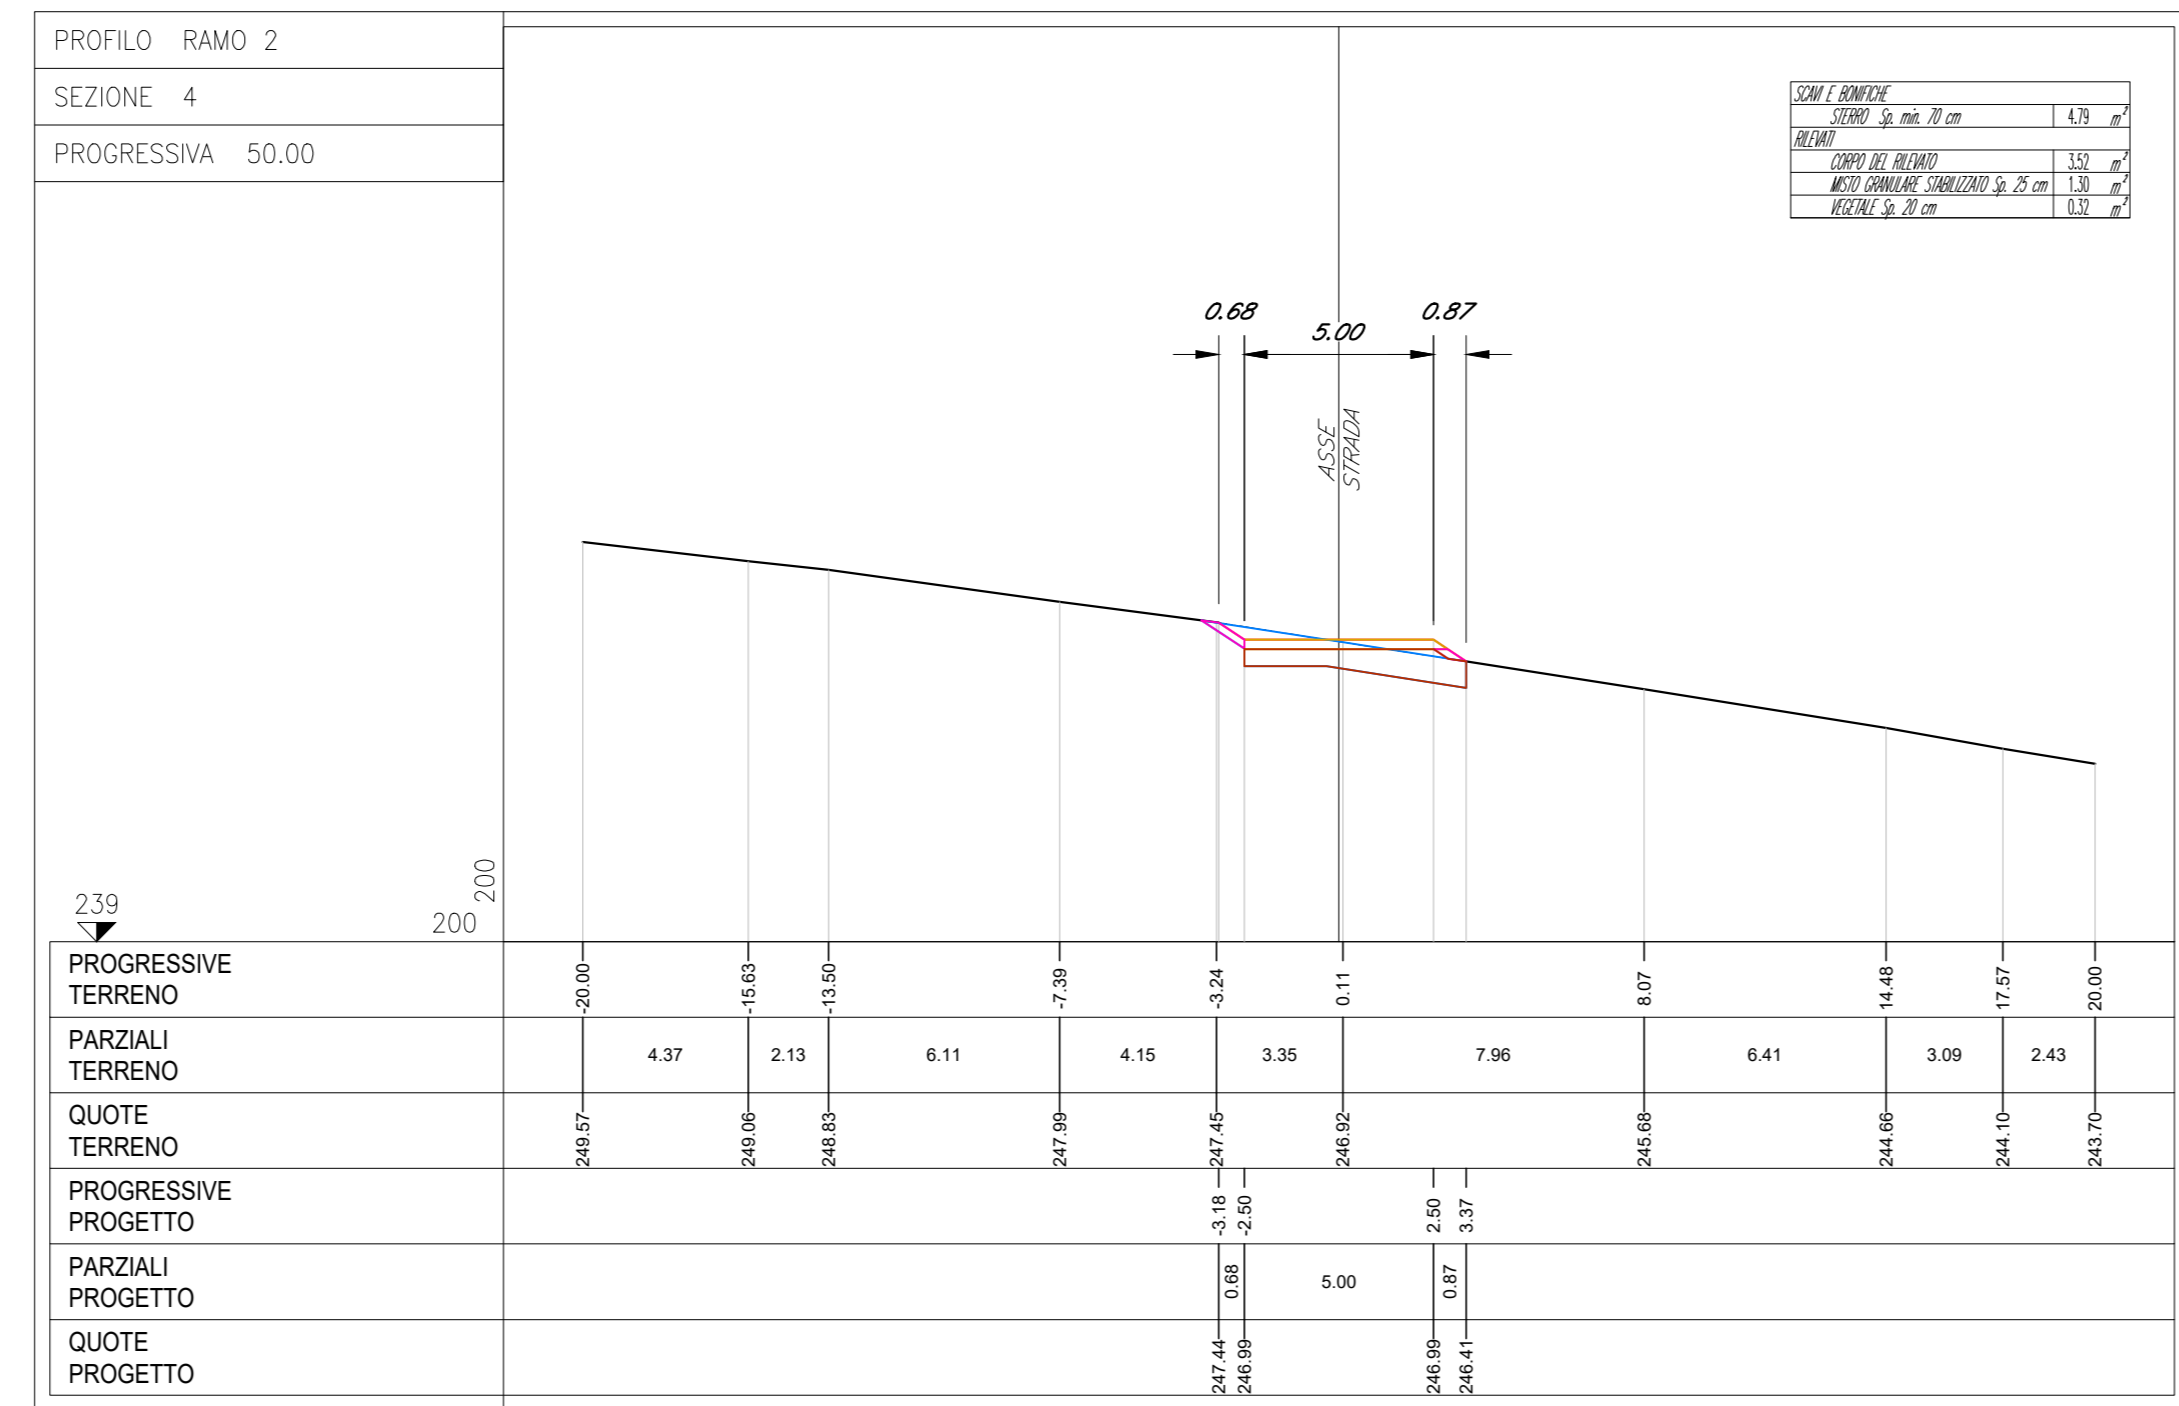 PROFILO RAMO 2
SEZIONE 4
PROGRESSIVA 50.00
SCAVI E BONIFICHE
STERRO Sp. min. 70 cm 4.79 m²
RILEVATI
CORPO DEL RILEVATO 3.52 m²
MISTO GRANULARE STABILIZZATO Sp. 25 cm 1.30 m²
VEGETALE Sp. 20 cm 0.32 m²
0.68 5.00 0.87
ASSE
STRADA
200
239
200
PROGRESSIVE
TERRENO
-20.00 -15.63 -13.50 -7.39 -3.24 0.11 8.07 14.48 17.57 20.00
PARZIALI
TERRENO
4.37 2.13 6.11 4.15 3.35 7.96 6.41 3.09 2.43
QUOTE
TERRENO
249.57 249.06 248.83 247.99 247.45 246.92 245.68 244.66 244.10 243.70
PROGRESSIVE
PROGETTO
-3.18 -2.50 2.50 3.37
PARZIALI
PROGETTO
0.68 5.00 0.87
QUOTE
PROGETTO
247.44 246.99 246.99 246.41